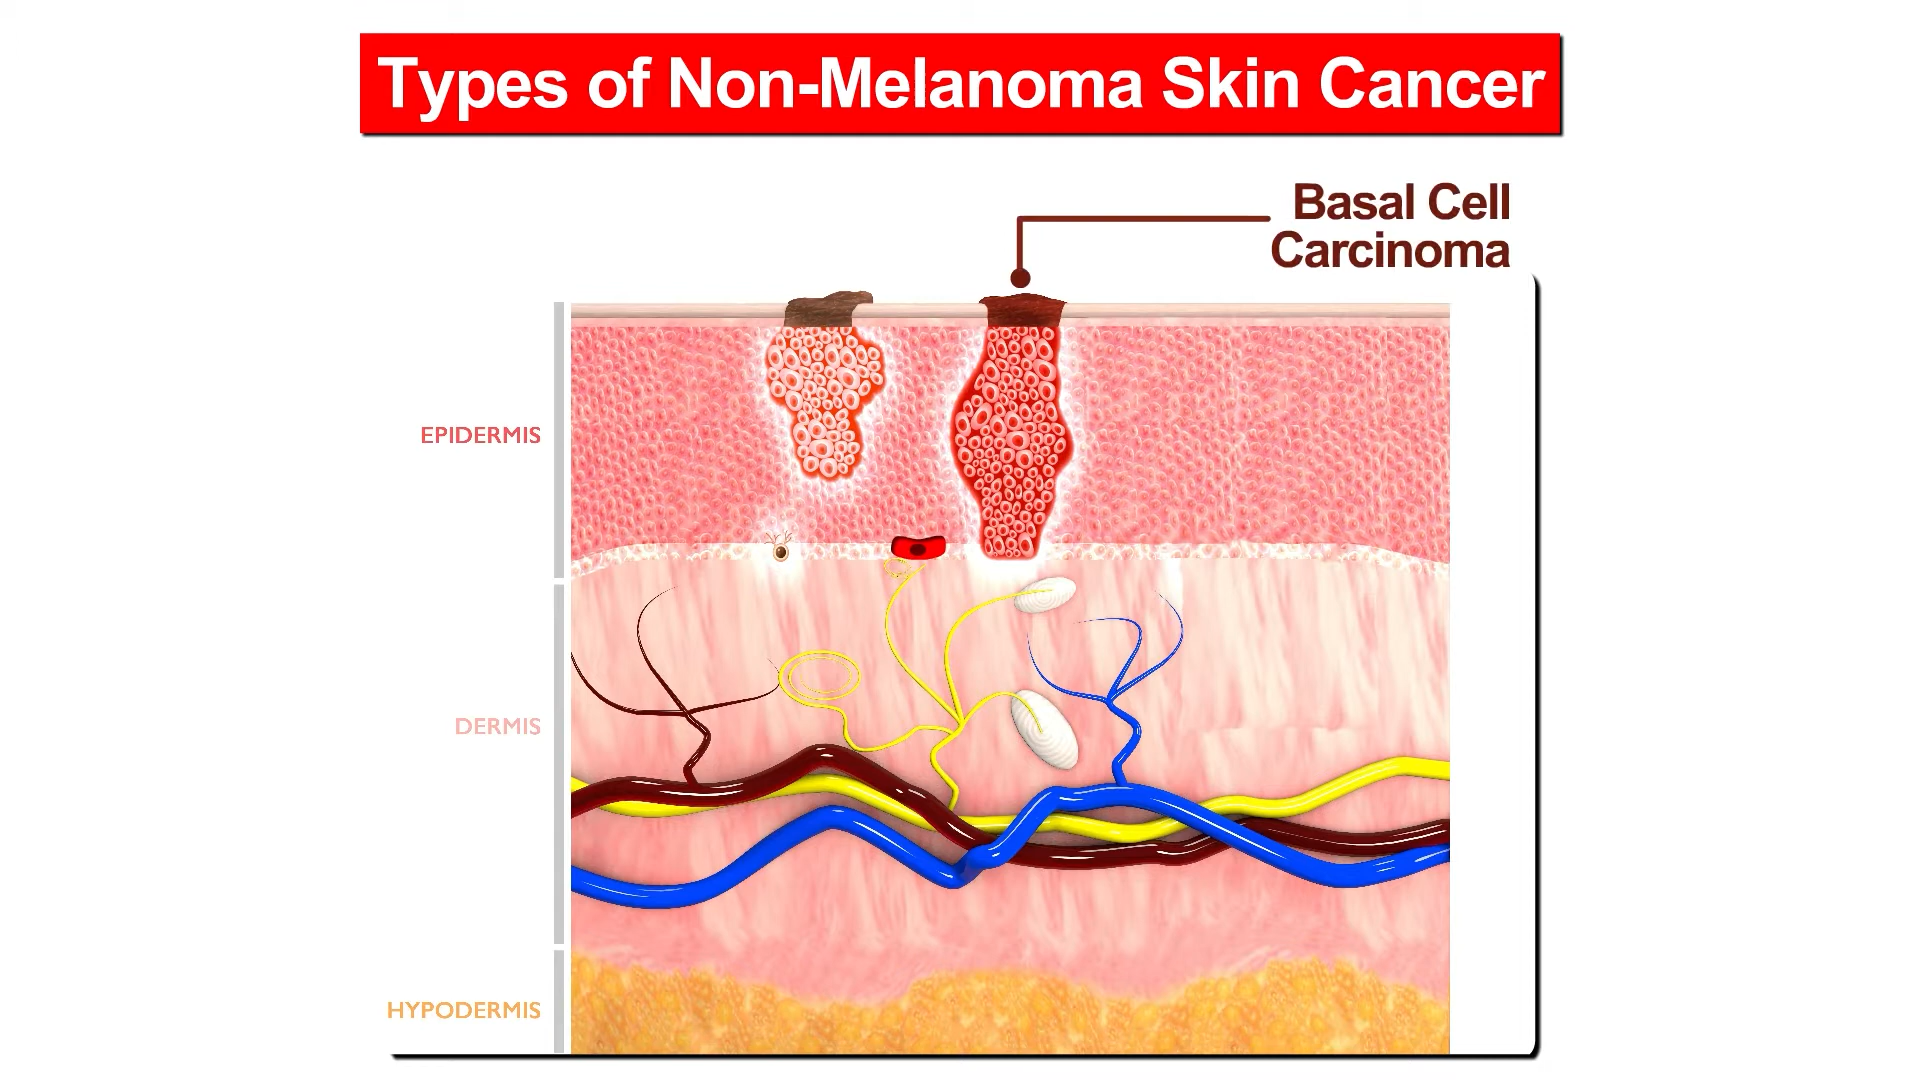 Types of Non-Melanoma Skin Cancer
Basal Cell
Carcinoma
EPIDERMIS
DERMIS
HYPODERMIS